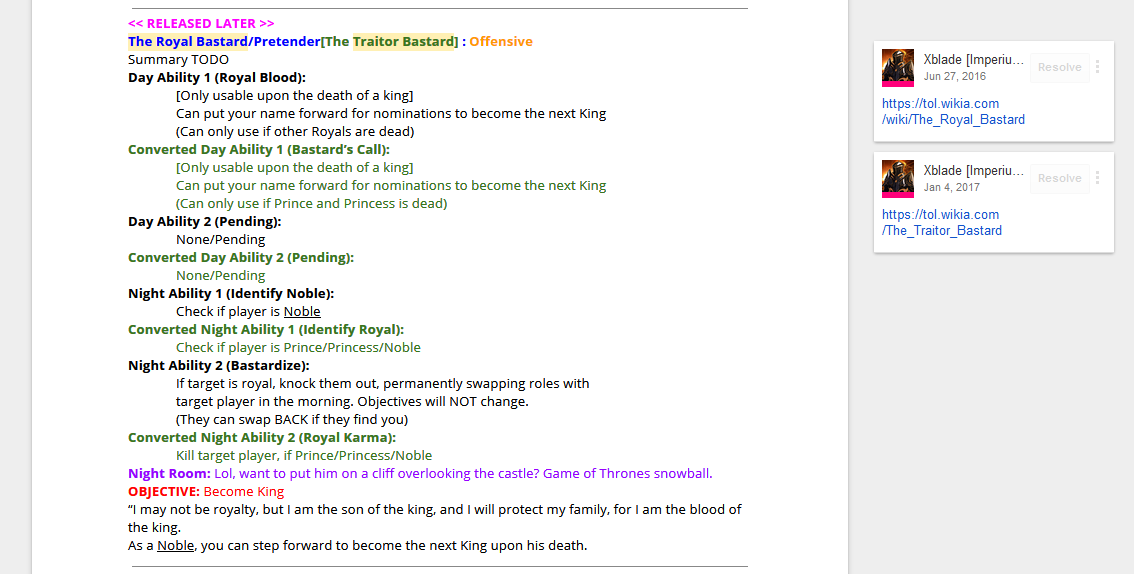 << RELEASED LATER >>
The Royal Bastard/Pretender[The Traitor Bastard] : Offensive
Summary TODO
Day Ability 1 (Royal Blood):
[Only usable upon the death of a king]
Can put your name forward for nominations to become the next King
(Can only use if other Royals are dead)
Converted Day Ability 1 (Bastard’s Call):
[Only usable upon the death of a king]
Can put your name forward for nominations to become the next King
(Can only use if Prince and Princess is dead)
Day Ability 2 (Pending):
None/Pending
Converted Day Ability 2 (Pending):
None/Pending
Night Ability 1 (Identify Noble):
Check if player is Noble
Converted Night Ability 1 (Identify Royal):
Check if player is Prince/Princess/Noble
Night Ability 2 (Bastardize):
If target is royal, knock them out, permanently swapping roles with
target player in the morning. Objectives will NOT change.
(They can swap BACK if they find you)
Converted Night Ability 2 (Royal Karma):
Kill target player, if Prince/Princess/Noble
Night Room: Lol, want to put him on a cliff overlooking the castle? Game of Thrones snowball.
OBJECTIVE: Become King
“I may not be royalty, but I am the son of the king, and I will protect my family, for I am the blood of
the king.
As a Noble, you can step forward to become the next King upon his death.
Xblade [Imperiu...
Resolve
Jun 27, 2016
https://tol.wikia.com
/wiki/The_Royal_Bastard
Xblade [Imperiu...
Resolve
Jan 4, 2017
https://tol.wikia.com
/The_Traitor_Bastard